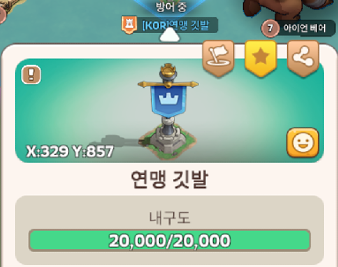 방어 중
[KOR]연맹 깃발
7 아이언 베어
X:329 Y:857
연맹 깃발
내구도
20,000/20,000